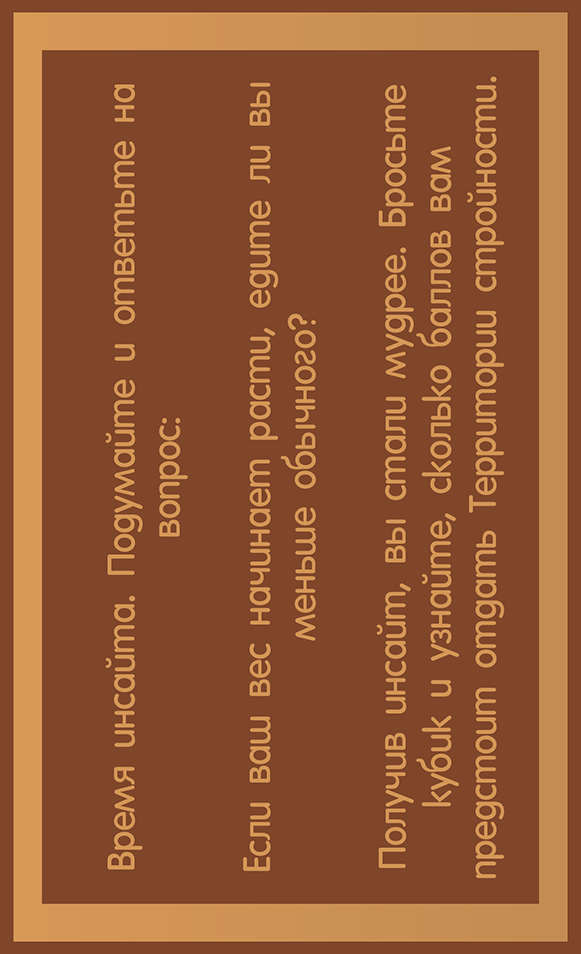 Время инсайта. Подумайте и ответьте на
вопрос:
Если ваш вес начинает расти, едите ли вы
меньше обычного?
Получив инсайт, вы стали мудрее. Бросьте
кубик и узнайте, сколько баллов вам
предстоит отдать Территории стройности.